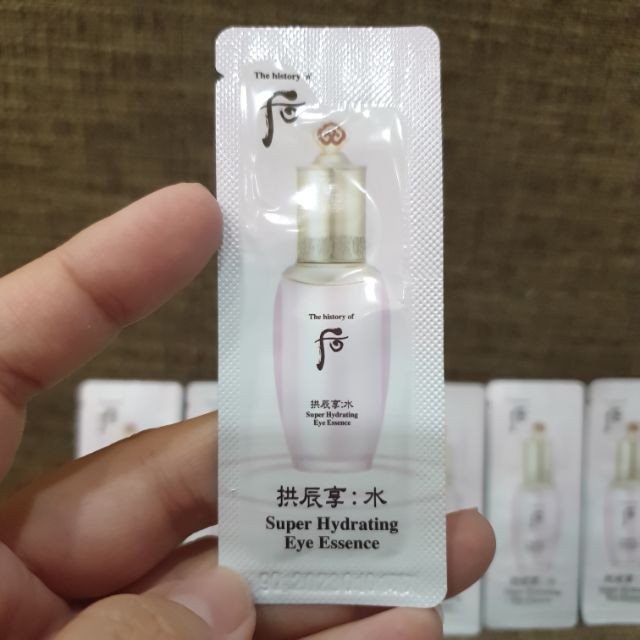 The history of
后
The history of
后
拱辰享:水
Super Hydrating
Eye Essence
拱辰享:水
Super Hydrating
Eye Essence